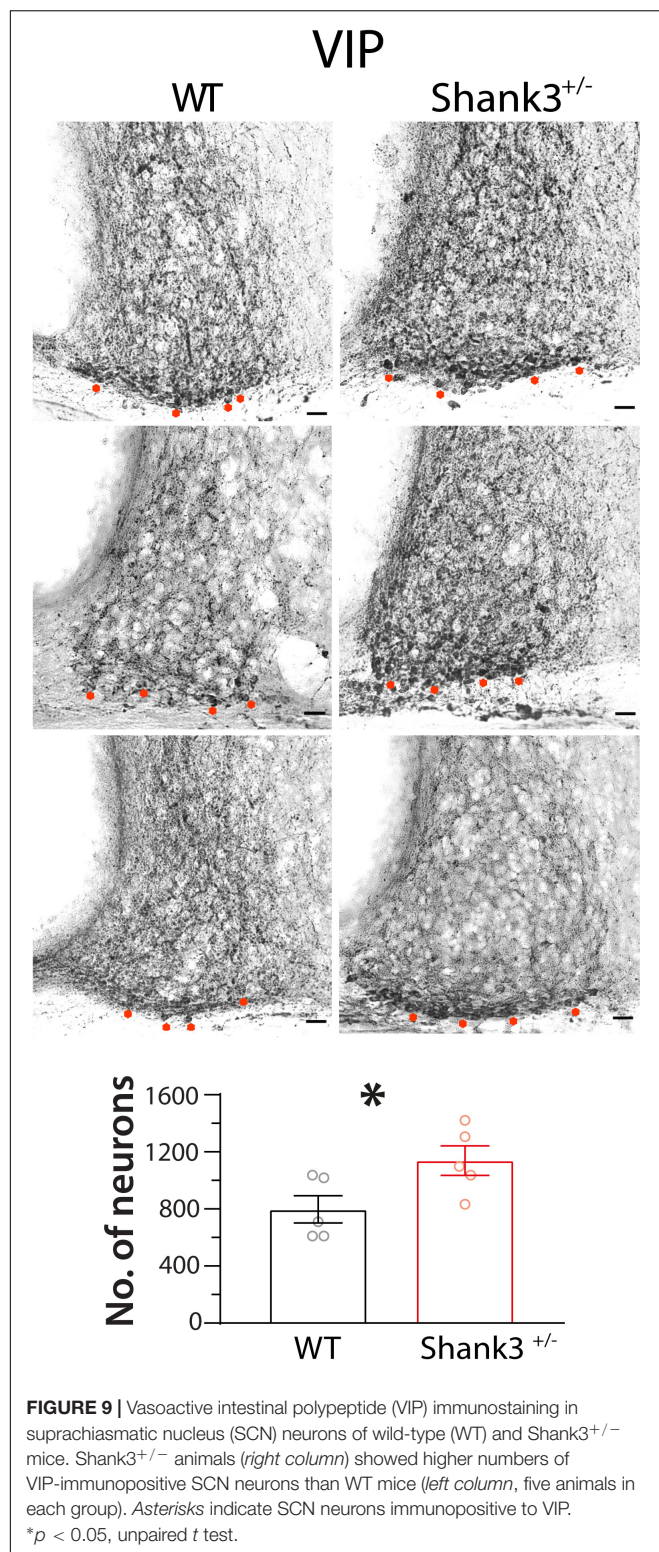 VIP
WT Shank3+/-
No. of neurons
1600
*
1200
800
400
0
WT Shank3 +/-
FIGURE 9 | Vasoactive intestinal polypeptide (VIP) immunostaining in
suprachiasmatic nucleus (SCN) neurons of wild-type (WT) and Shank3+/−
mice. Shank3+/− animals (right column) showed higher numbers of
VIP-immunopositive SCN neurons than WT mice (left column, five animals in
each group). Asterisks indicate SCN neurons immunopositive to VIP.
*p < 0.05, unpaired t test.